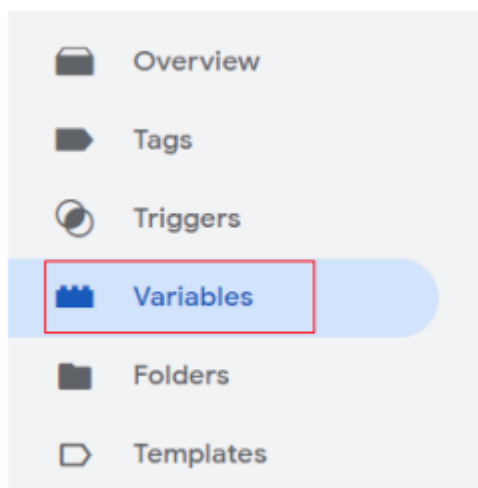 Overview
Tags
Triggers
Variables
Folders
Templates